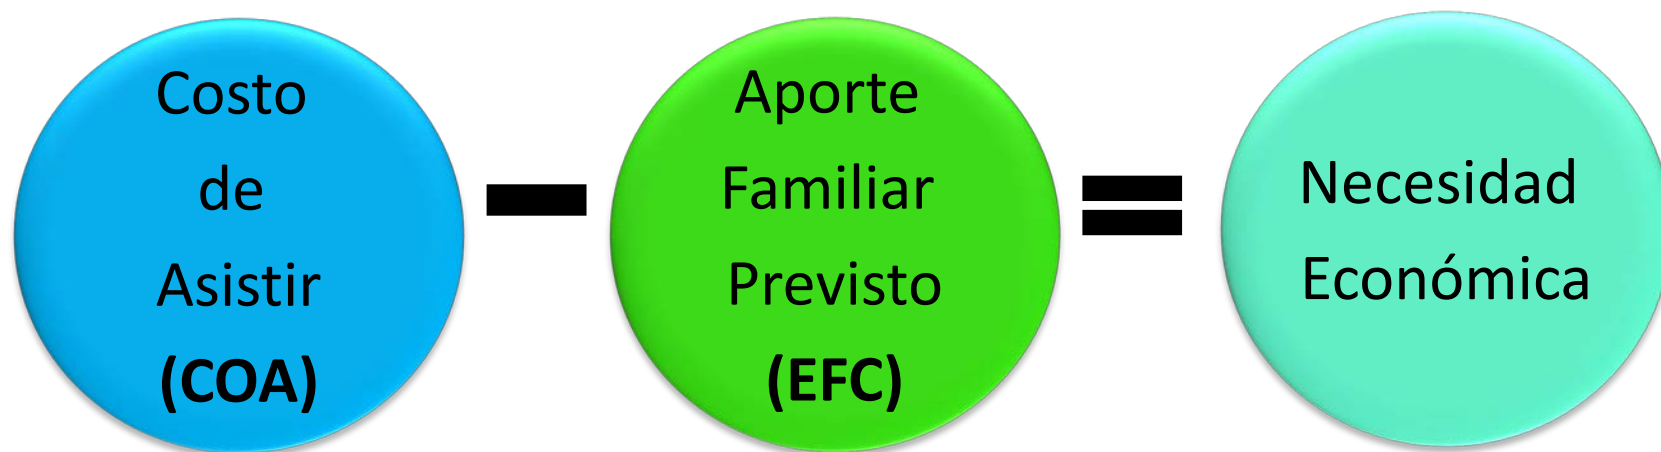 Costo
de
Asistir
(COA)
Aporte
Familiar
Previsto
(EFC)
Necesidad
Económica